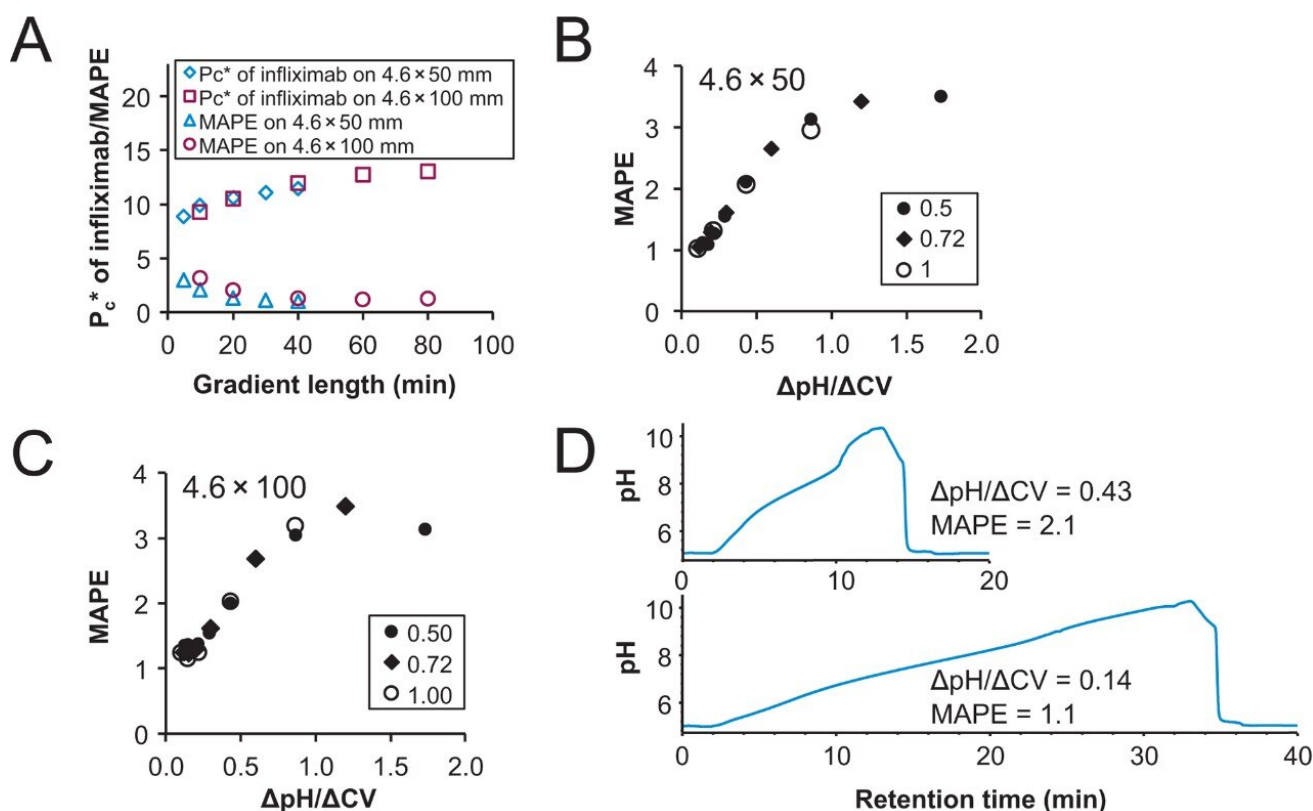 A
Pc* of infliximab on 4.6 × 50 mm
Pc* of infliximab on 4.6 × 100 mm
MAPE on 4.6 × 50 mm
MAPE on 4.6 × 100 mm
Pc* of infliximab/MAPE
20
15
10
5
0
0 20 40 60 80 100
Gradient length (min)
B
4.6 × 50
MAPE
4
3
2
1
0
0.5
0.72
1
0.0 0.5 1.0 1.5 2.0
ΔpH/ΔCV
C
4.6 × 100
MAPE
4
3
2
1
0
0.50
0.72
1.00
0.0 0.5 1.0 1.5 2.0
ΔpH/ΔCV
D
pH
10
8
6
ΔpH/ΔCV = 0.43
MAPE = 2.1
0 10 20
pH
10
8
6
ΔpH/ΔCV = 0.14
MAPE = 1.1
0 10 20 30 40
Retention time (min)